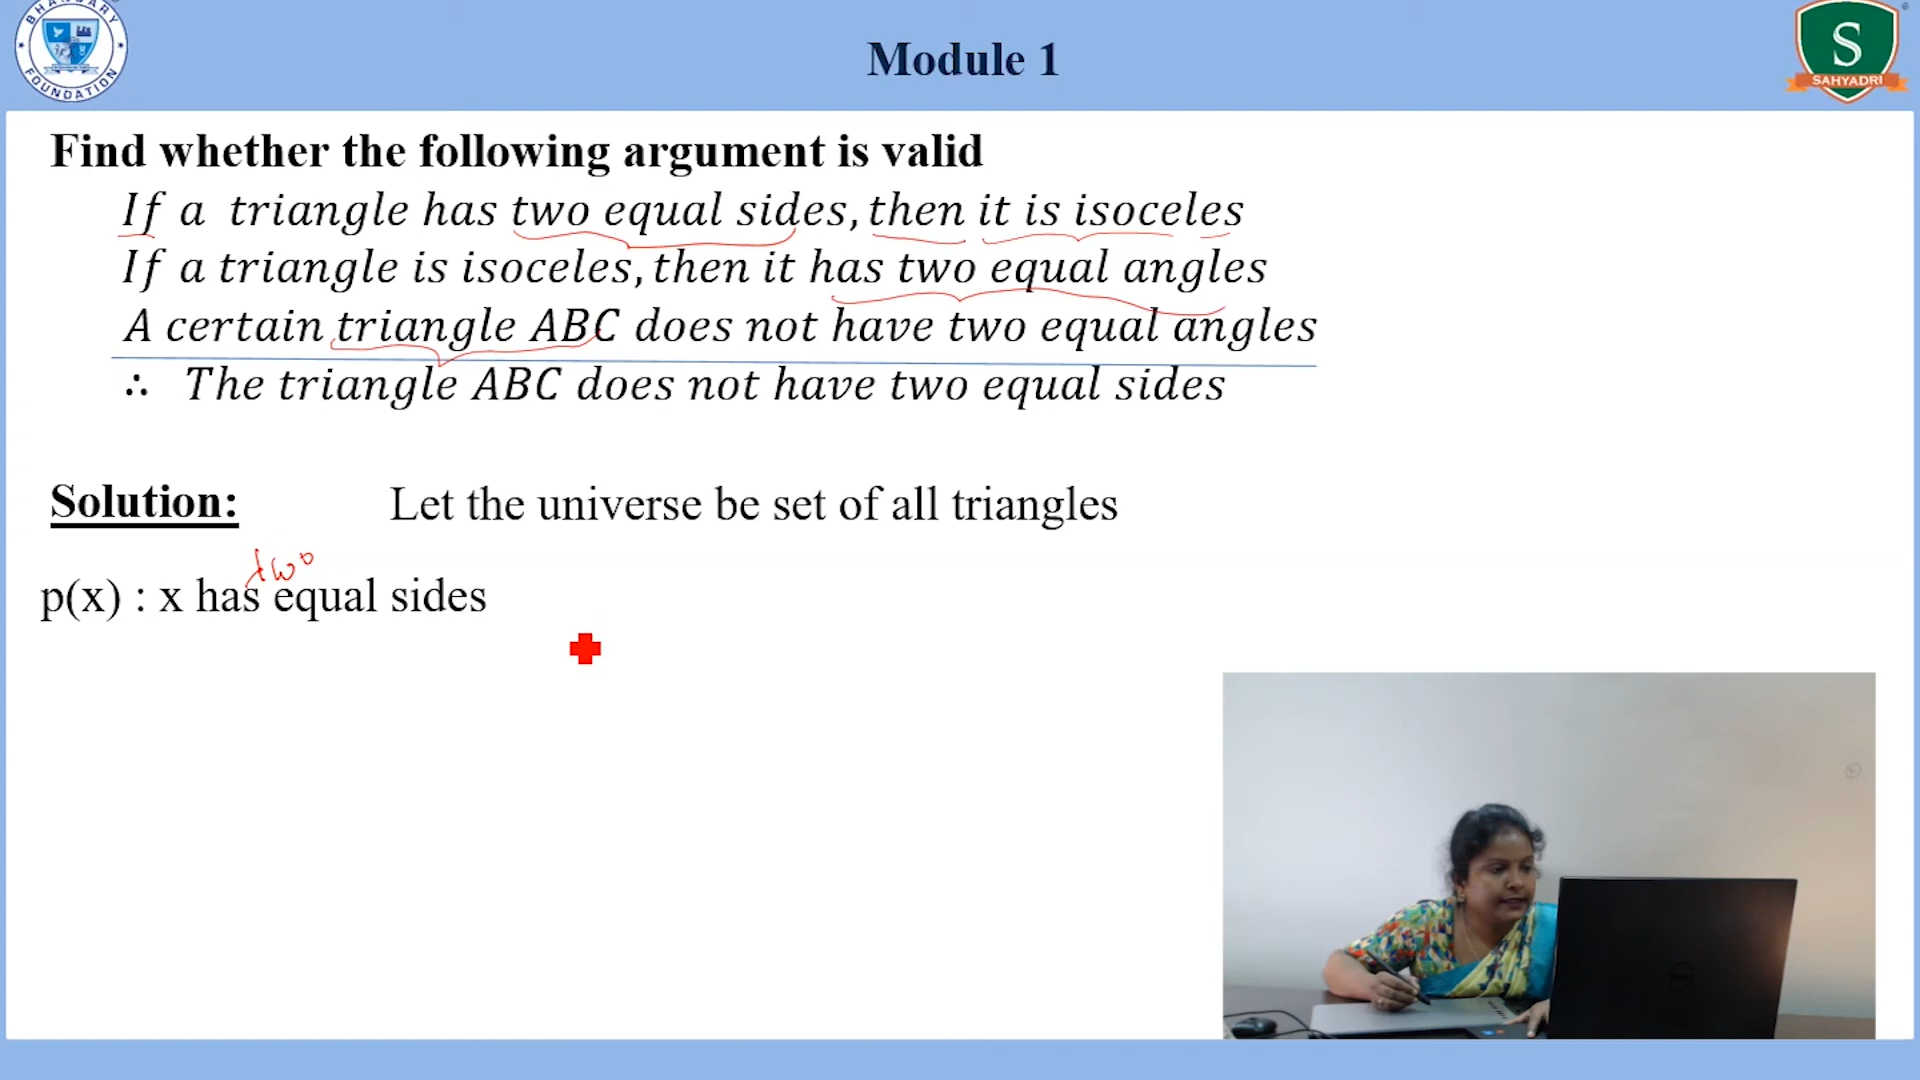 BHANDARY
FOUNDATION
Module 1
S
SAHYADRI
Find whether the following argument is valid
If a triangle has two equal sides, then it is isoceles
If a triangle is isoceles, then it has two equal angles
A certain triangle ABC does not have two equal angles
∴ The triangle ABC does not have two equal sides
Solution: Let the universe be set of all triangles
two
p(x) : x has equal sides